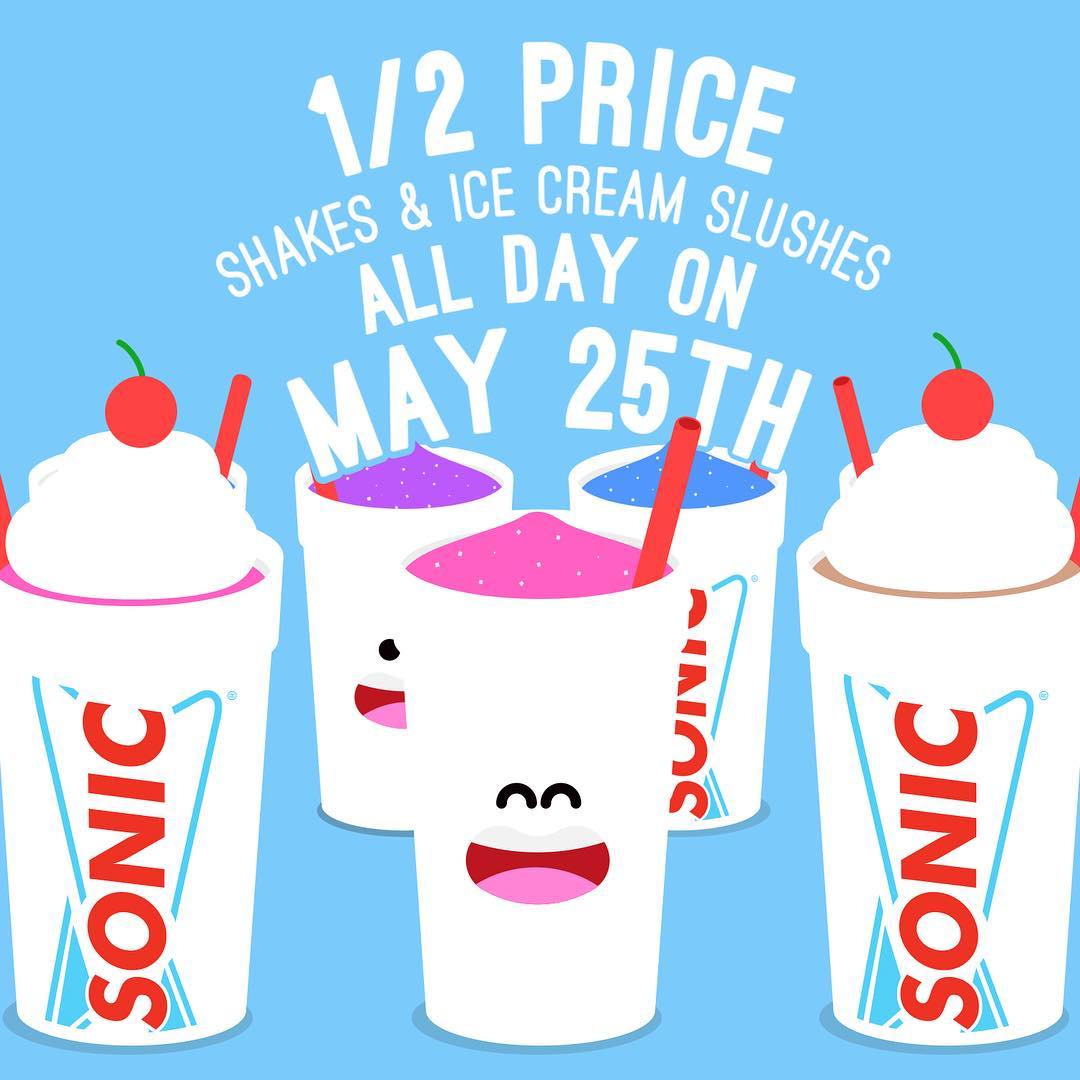 1/2 PRICE
SHAKES & ICE CREAM SLUSHES
ALL DAY ON
MAY 25TH
SONIC
®
SONIC
®
SONIC
®